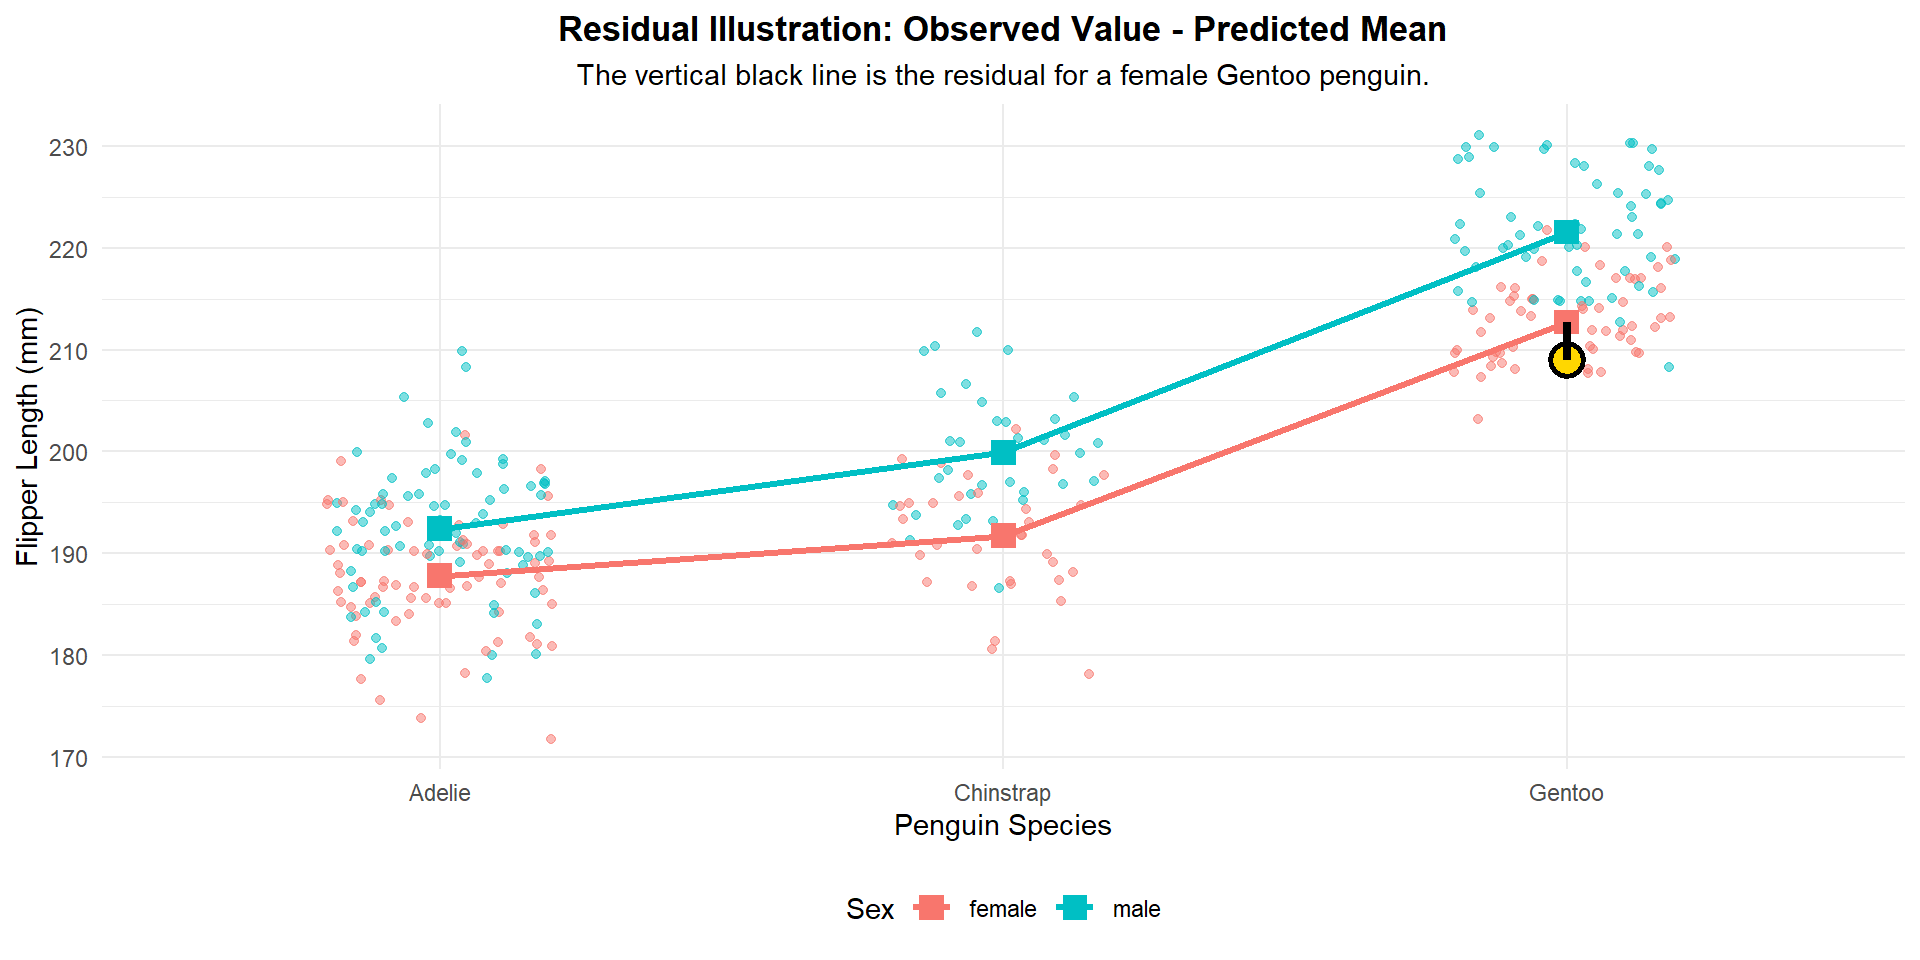 Residual Illustration: Observed Value - Predicted Mean
The vertical black line is the residual for a female Gentoo penguin.
Flipper Length (mm)
230
220
210
200
190
180
170
Adelie Chinstrap Gentoo
Penguin Species
Sex female male